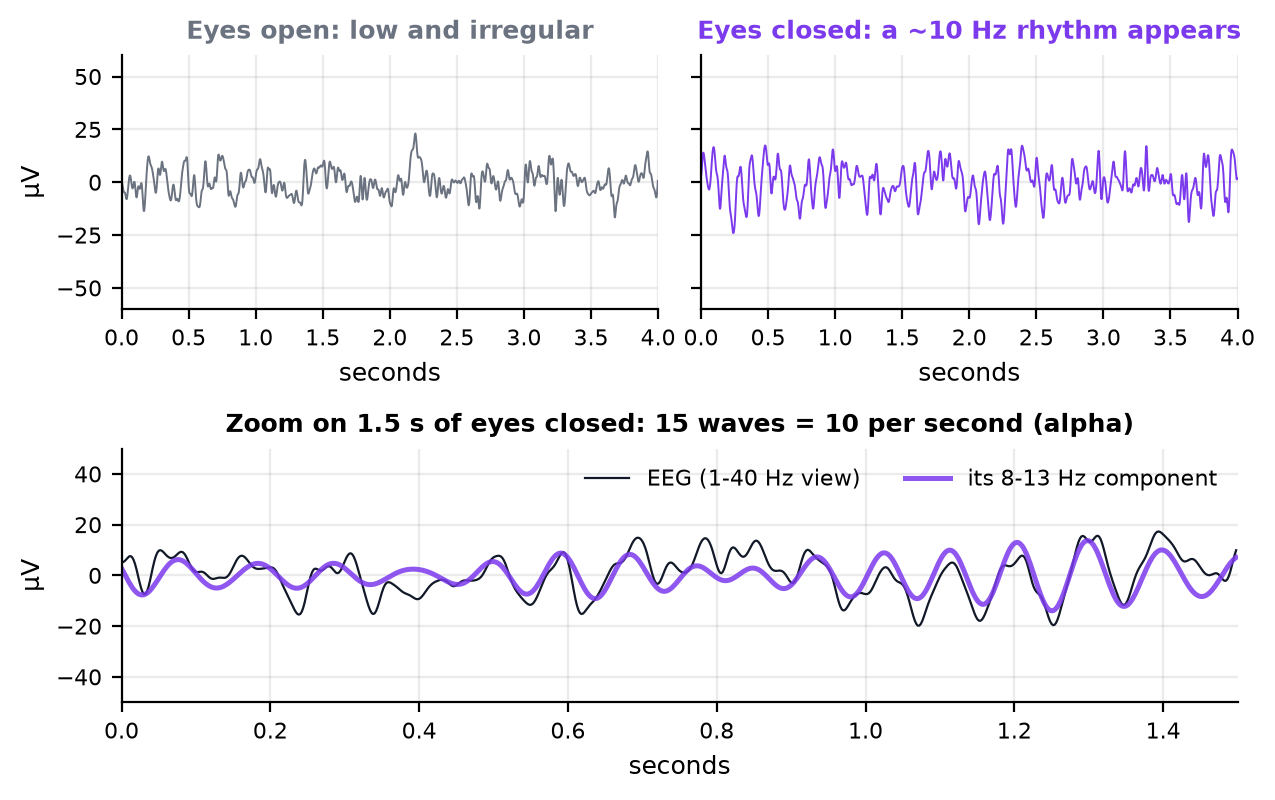 Eyes open: low and irregular
Eyes closed: a ~10 Hz rhythm appears
50
25
0
−25
−50
µV
0.0 0.5 1.0 1.5 2.0 2.5 3.0 3.5 4.0
0.0 0.5 1.0 1.5 2.0 2.5 3.0 3.5 4.0
seconds
seconds
Zoom on 1.5 s of eyes closed: 15 waves = 10 per second (alpha)
EEG (1-40 Hz view)
its 8-13 Hz component
40
20
0
−20
−40
µV
0.0 0.2 0.4 0.6 0.8 1.0 1.2 1.4
seconds